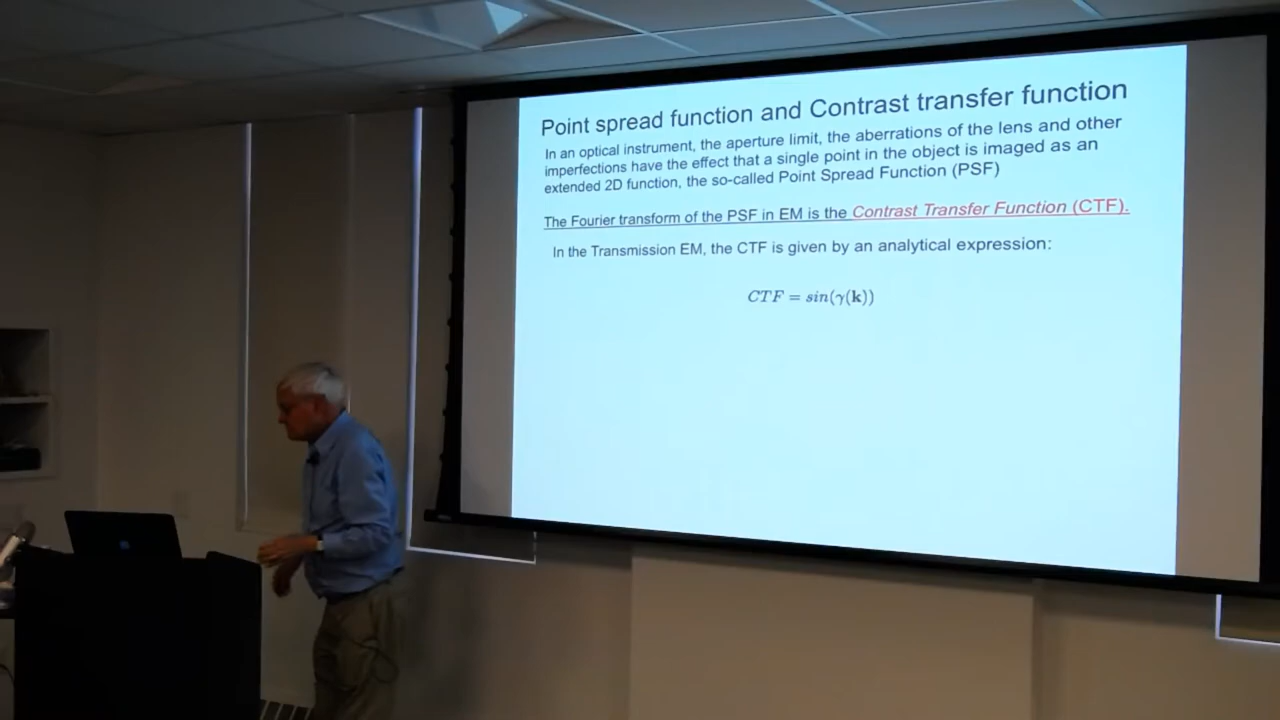 Point spread function and Contrast transfer function
In an optical instrument, the aperture limit, the aberrations of the lens and other
imperfections have the effect that a single point in the object is imaged as an
extended 2D function, the so-called Point Spread Function (PSF)
The Fourier transform of the PSF in EM is the Contrast Transfer Function (CTF).
In the Transmission EM, the CTF is given by an analytical expression:
CTF = sin(γ(k))